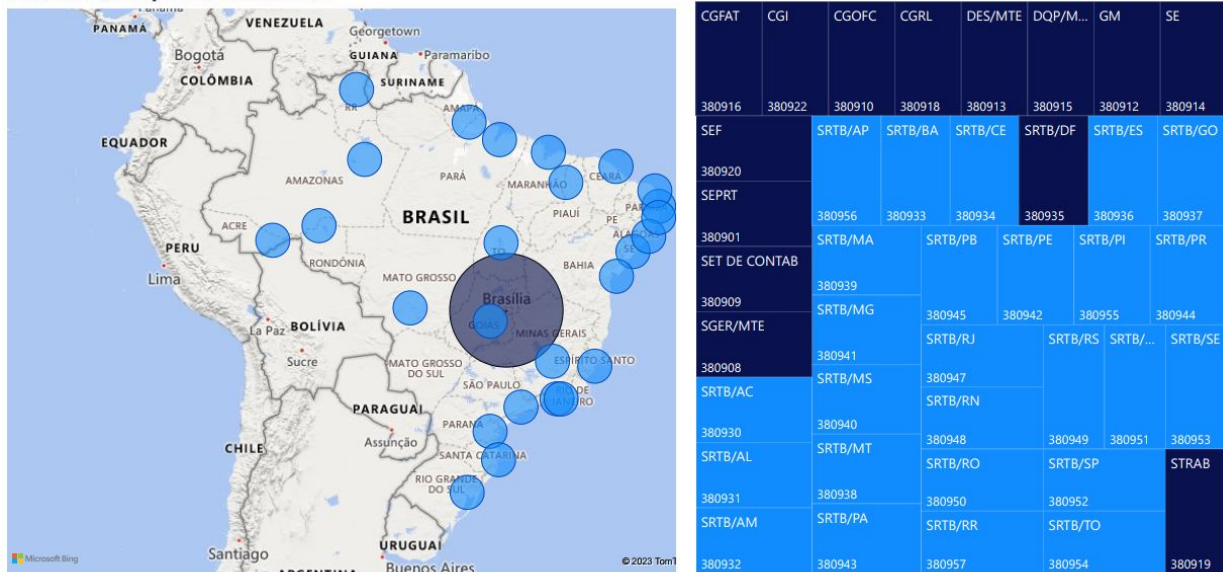 PANAMÁ
VENEZUELA
Georgetown
GUIANA
Paramaribo
Bogotá
COLÔMBIA
SURINAME
RR
AMAPÁ
EQUADOR
AMAZONAS
PARÁ
MARANHÃO
CEARÁ
ACRE
BRASIL
PIAUÍ
PE
PERU
RONDÔNIA
TO
BAHIA
Lima
MATO GROSSO
Brasília
La Paz
BOLÍVIA
GOIÁS
MINAS GERAIS
Sucre
MATO GROSSO
DO SUL
ESPÍRITO SANTO
SÃO PAULO
RIO DE
JANEIRO
PARAGUAI
PARANÁ
Assunção
CHILE
SANTA CATARINA
RIO GRANDE
DO SUL
Santiago
URUGUAI
Buenos Aires
ARGENTINA
Microsoft Bing
© 2023 TomT
CGFAT CGI CGOFC CGRL DES/MTE DQP/M... GM SE
380916 380922 380910 380918 380913 380915 380912 380914
SEF SRTB/AP SRTB/BA SRTB/CE SRTB/DF SRTB/ES SRTB/GO
380920
SEPRT
380956 380933 380934 380935 380936 380937
380901
SET DE CONTAB SRTB/MA SRTB/PB SRTB/PE SRTB/PI SRTB/PR
380939
380909
SGER/MTE SRTB/MG 380945 380942 380955 380944
SRTB/RJ SRTB/RS SRTB/... SRTB/SE
380908 380941
SRTB/AC SRTB/MS 380947
SRTB/RN
380930 380940
SRTB/AL SRTB/MT 380948 380949 380951 380953
SRTB/RO SRTB/SP STRAB
380931 380938 380950 380952
SRTB/AM SRTB/PA SRTB/RR SRTB/TO
380932 380943 380957 380954 380919